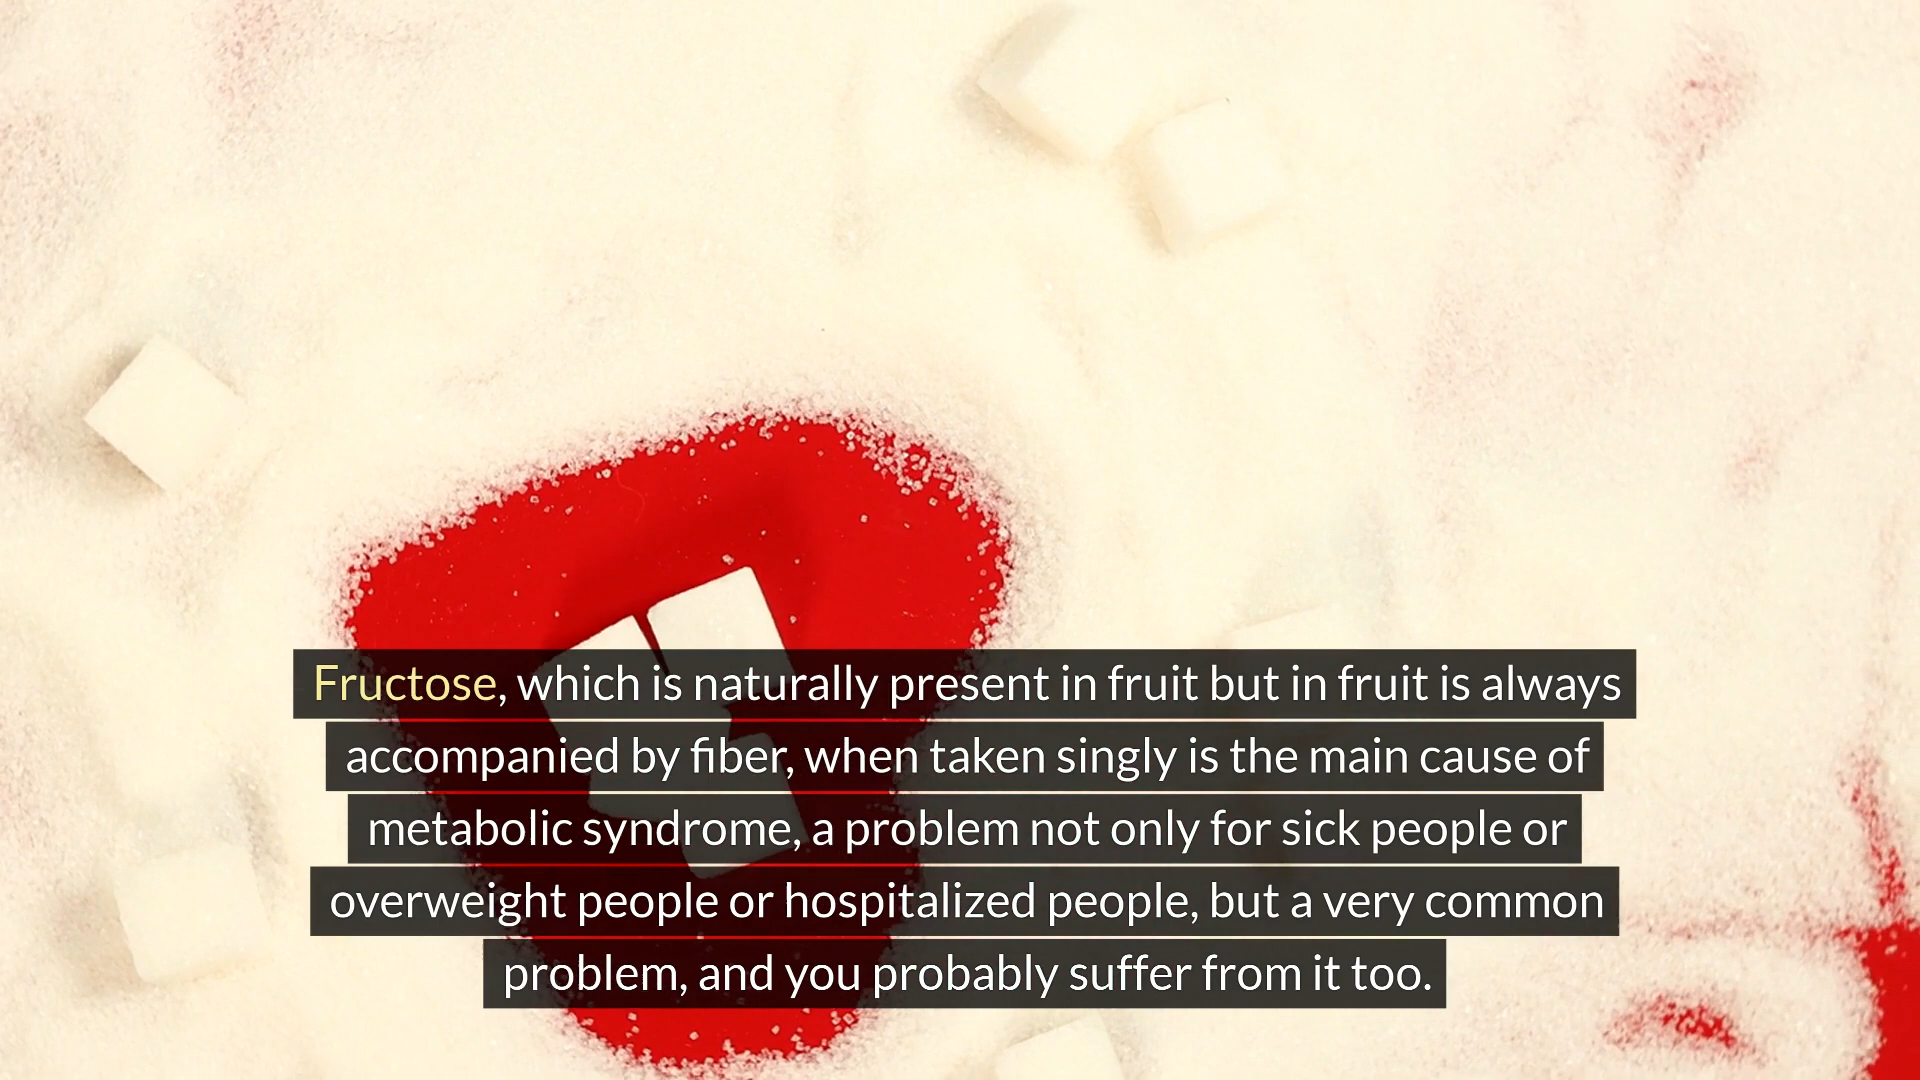 Fructose, which is naturally present in fruit but in fruit is always
accompanied by fiber, when taken singly is the main cause of
metabolic syndrome, a problem not only for sick people or
overweight people or hospitalized people, but a very common
problem, and you probably suffer from it too.